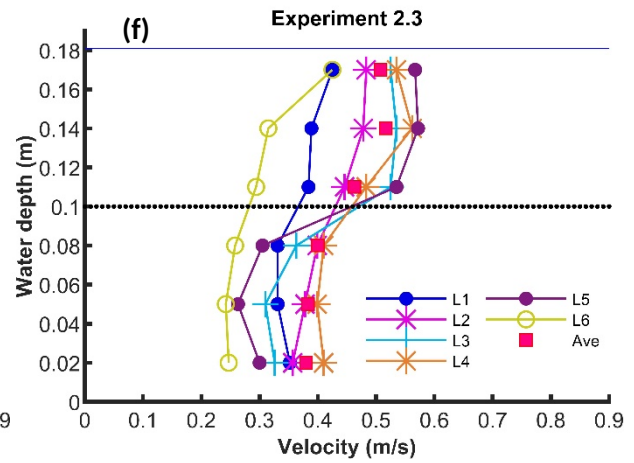 Experiment 2.3
(f)
0.18
0.16
0.14
0.12
0.1
0.08
0.06
0.04
0.02
0
Water depth (m)
L1 L5
L2 L6
L3 Ave
L4
9 0 0.1 0.2 0.3 0.4 0.5 0.6 0.7 0.8 0.9
Velocity (m/s)